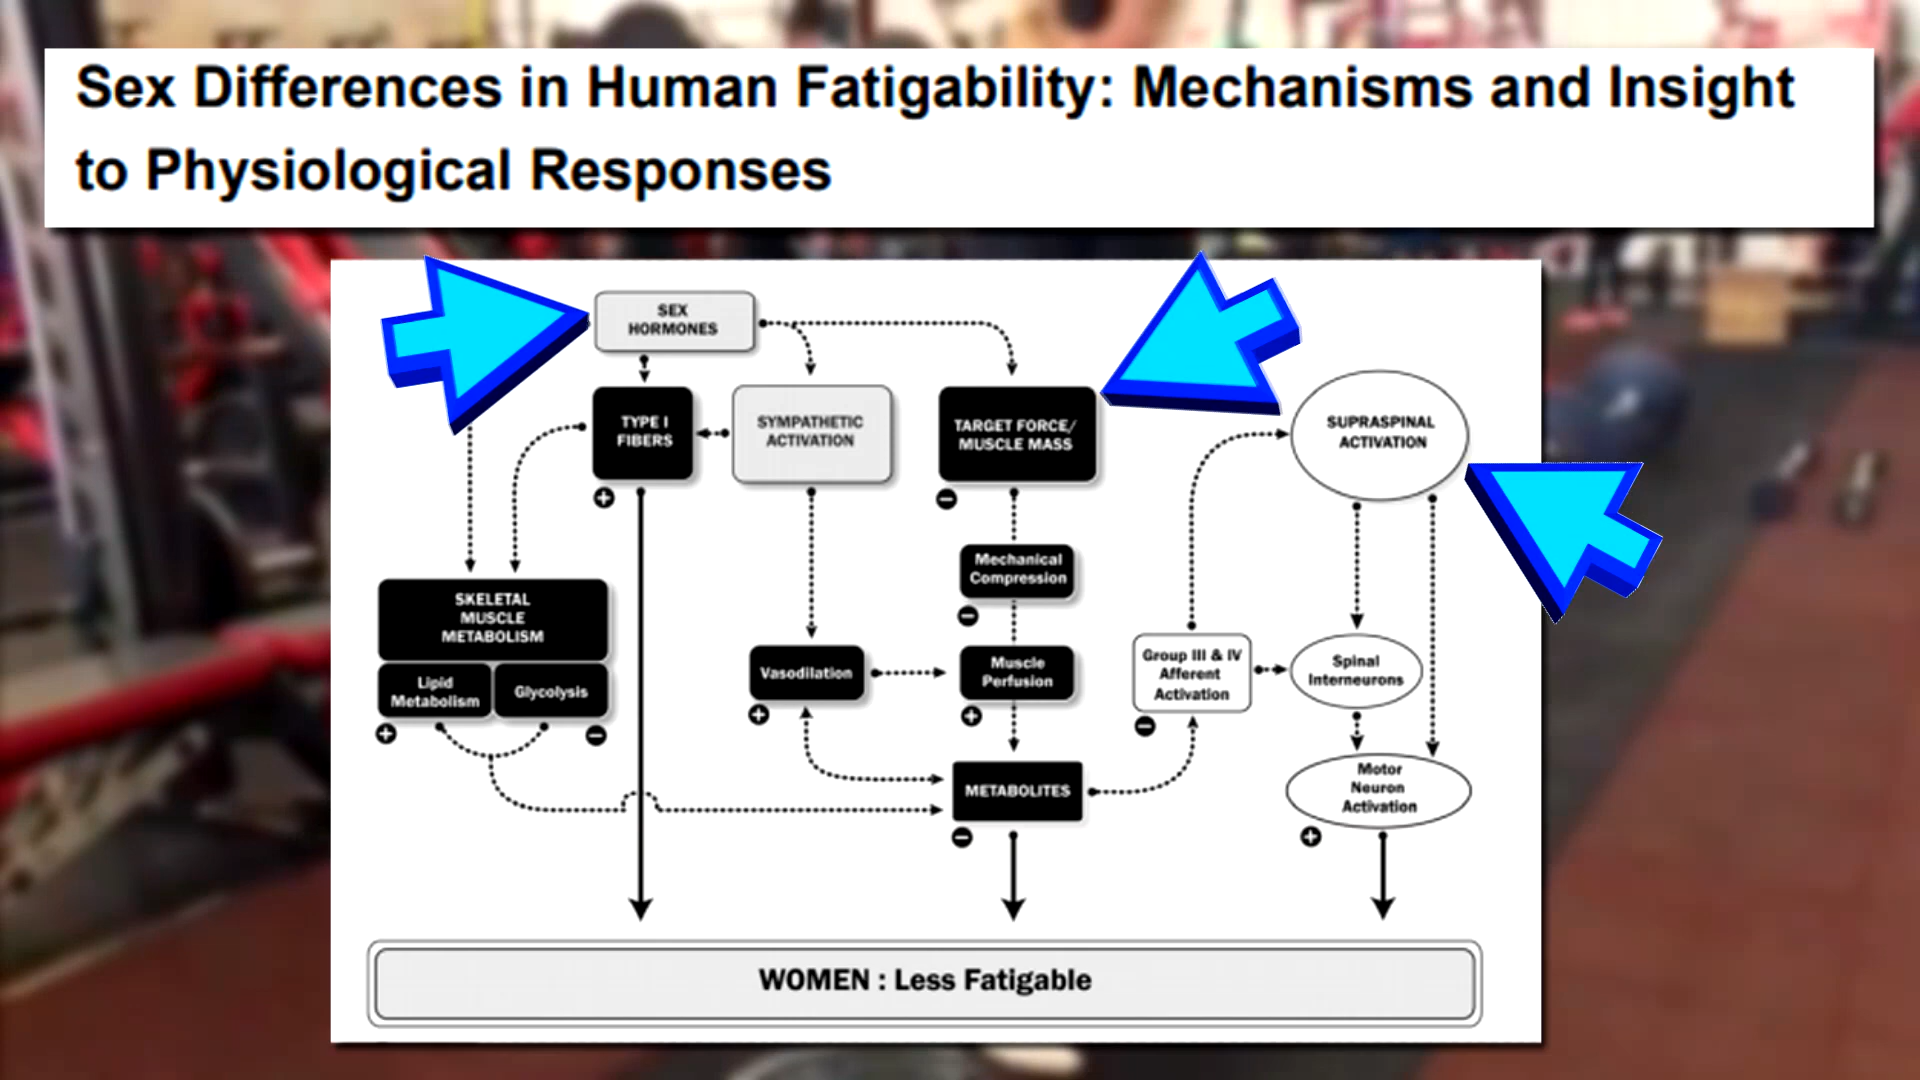 Sex Differences in Human Fatigability: Mechanisms and Insight
to Physiological Responses
SEX
HORMONES
TYPE I
FIBERS
SYMPATHETIC
ACTIVATION
TARGET FORCE/
MUSCLE MASS
SUPRASPINAL
ACTIVATION
Mechanical
Compression
SKELETAL
MUSCLE
METABOLISM
Lipid
Metabolism
Glycolysis
Vasodilation
Muscle
Perfusion
Group III & IV
Afferent
Activation
Spinal
Interneurons
METABOLITES
Motor
Neuron
Activation
WOMEN : Less Fatigable